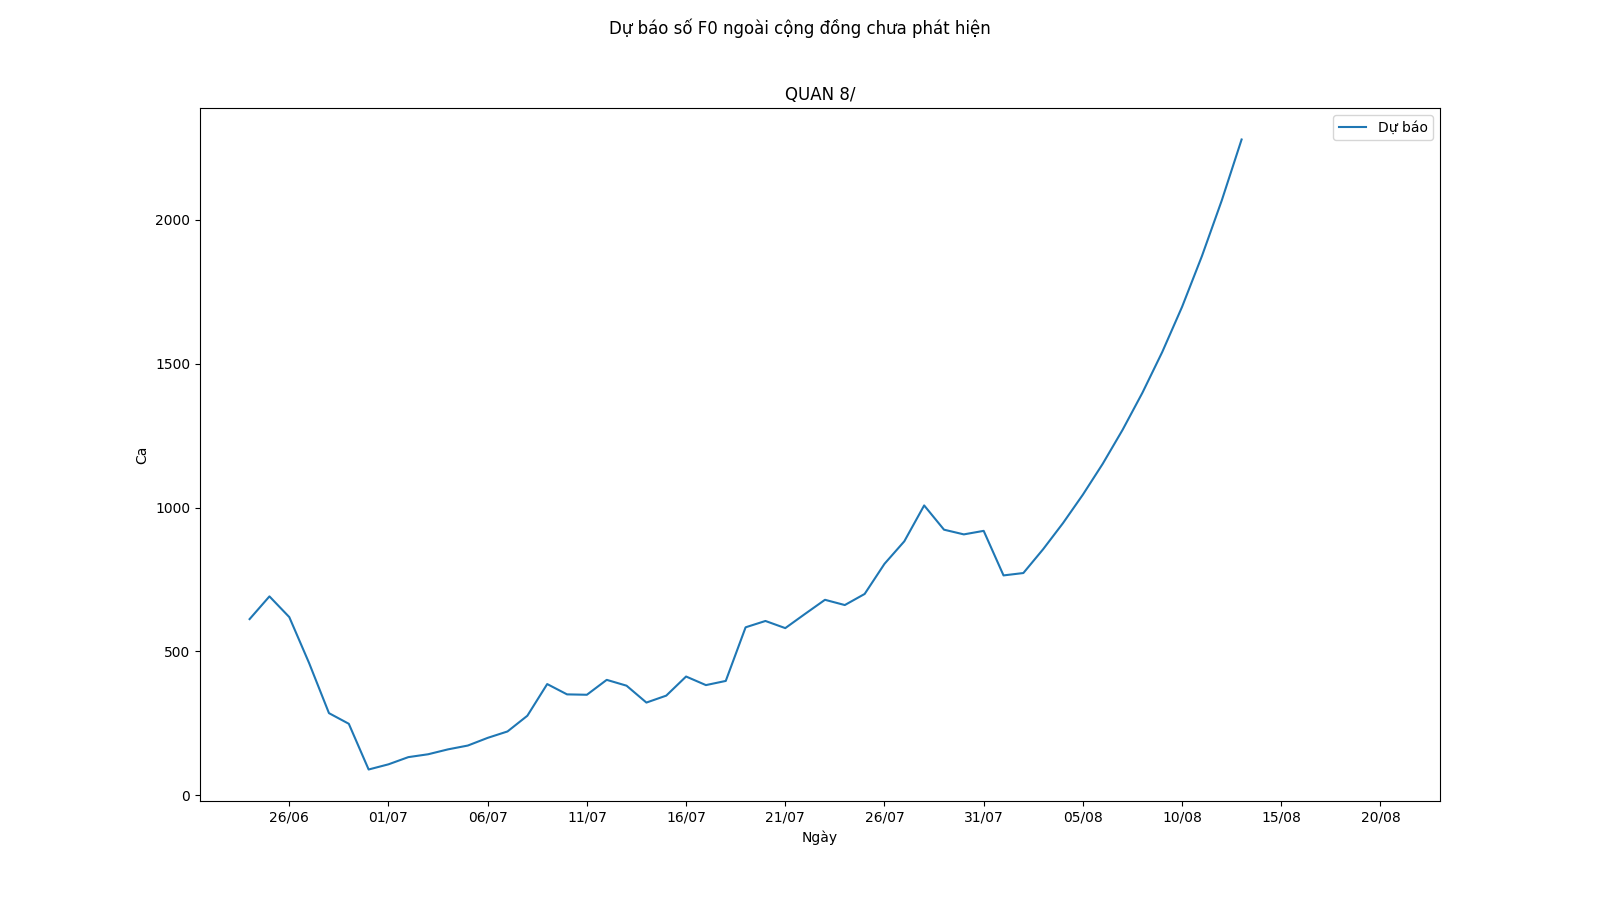 Dự báo số F0 ngoài cộng đồng chưa phát hiện
QUAN 8/
Dự báo
2000
1500
1000
500
0
Ca
26/06 01/07 06/07 11/07 16/07 21/07 26/07 31/07 05/08 10/08 15/08 20/08
Ngày